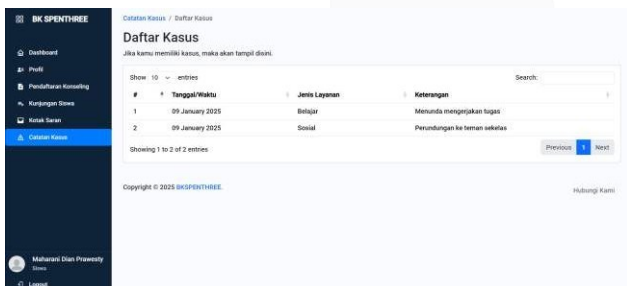 BK SPENTHREE
Dashboard
Profil
Pendaftaran Konseling
Kunjungan Siswa
Kotak Saran
Catatan Kasus
Maharani Dian Prawesty
Siswa
Logout
Catatan Kasus / Daftar Kasus
Daftar Kasus
Jika kamu memiliki kasus, maka akan tampil disini.
Show 10 entries Search:
# Tanggal/Waktu Jenis Layanan Keterangan
1 09 January 2025 Belajar Menunda mengerjakan tugas
2 09 January 2025 Sosial Perundungan ke teman sekelas
Showing 1 to 2 of 2 entries Previous 1 Next
Copyright © 2025 BKSPENTHREE. Hubungi Kami